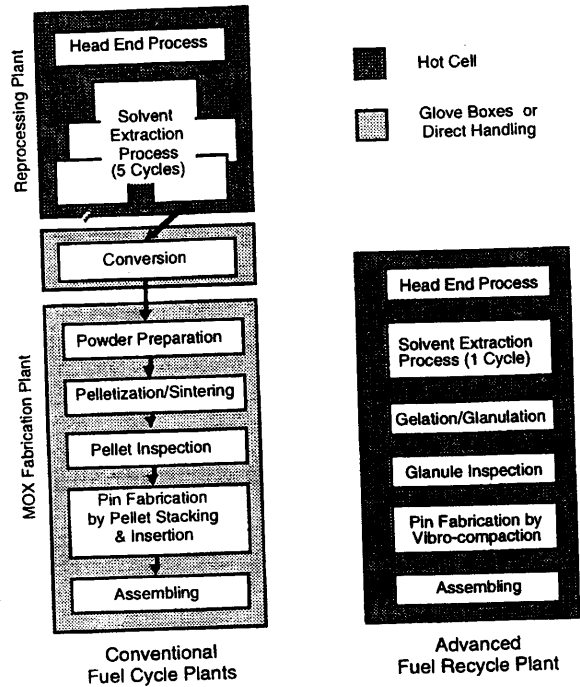 Reprocessing Plant
Head End Process
Solvent
Extraction
Process
(5 Cycles)
Conversion
MOX Fabrication Plant
Powder Preparation
Pelletization/Sintering
Pellet Inspection
Pin Fabrication
by Pellet Stacking
& Insertion
Assembling
Conventional
Fuel Cycle Plants
Hot Cell
Glove Boxes or
Direct Handling
Head End Process
Solvent Extraction
Process (1 Cycle)
Gelation/Glanulation
Glanule Inspection
Pin Fabrication by
Vibro-compaction
Assembling
Advanced
Fuel Recycle Plant